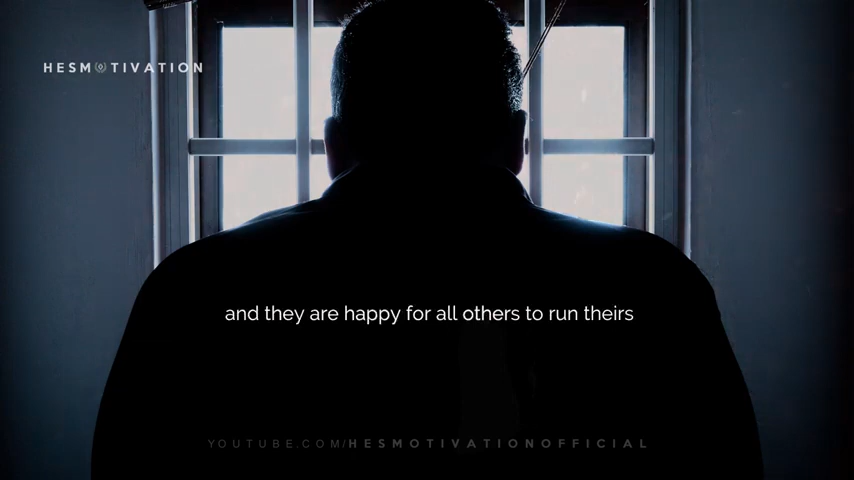 HESMOTIVATION
and they are happy for all others to run theirs
YOUTUBE.COM/HESMOTIVATIONOFFICIAL